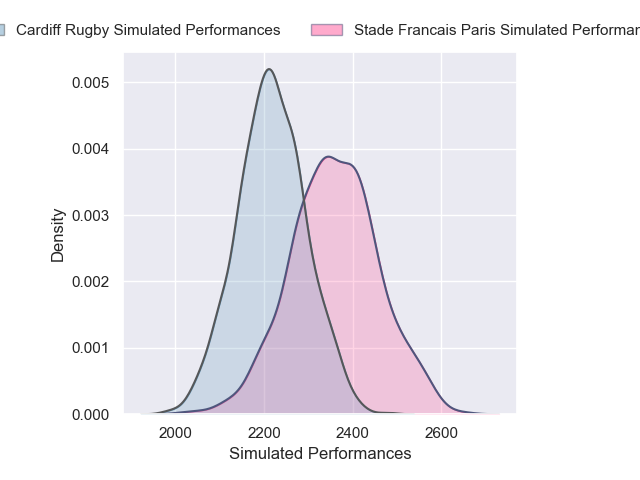 Cardiff Rugby Simulated Performances
Stade Francais Paris Simulated
0.005
0.004
0.003
0.002
0.001
0.000
Density
2000 2200 2400 2600
Simulated Performances